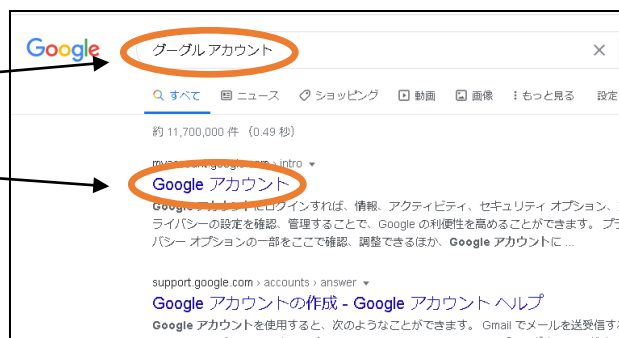 Google
グーグル アカウント
すべて ニュース ショッピング 動画 画像 もっと見る 設定
約 11,700,000 件 (0.49 秒)
myaccount.google.com › intro
Google アカウント
Google アカウントにログインすれば、情報、アクティビティ、セキュリティ オプション、
ライバシーの設定を確認、管理することで、Google の利便性を高めることができます。 プラ
バシー オプションの一部をここで確認、調整できるほか、Google アカウントに ...
support.google.com › accounts › answer
Google アカウントの作成 - Google アカウント ヘルプ
Google アカウントを使用すると、次のようなことができます。 Gmail でメールを送受信す